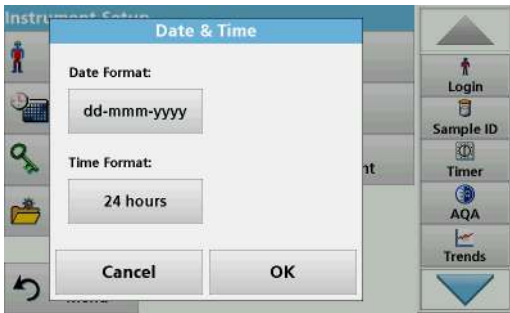 Date & Time
Date Format:
dd-mmm-yyyy
Time Format:
24 hours
Cancel
OK
Login
Sample ID
Timer
AQA
Trends